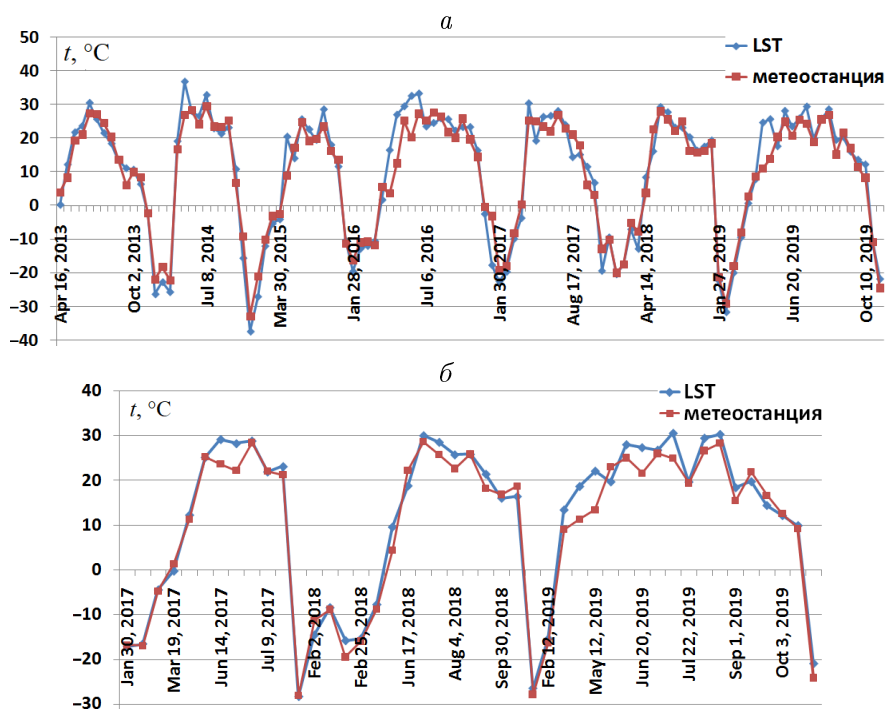 а
50
40
30
20
10
0
−10
−20
−30
−40
t, °C
LST
метеостанция
Apr 16, 2013
Oct 2, 2013
Jul 8, 2014
Mar 30, 2015
Jan 28, 2016
Jul 6, 2016
Jan 30, 2017
Aug 17, 2017
Apr 14, 2018
Jan 27, 2019
Jun 20, 2019
Oct 10, 2019
б
40
30
20
10
0
−10
−20
−30
t, °C
LST
метеостанция
Jan 30, 2017
Mar 19, 2017
Jun 14, 2017
Jul 9, 2017
Feb 2, 2018
Feb 25, 2018
Jun 17, 2018
Aug 4, 2018
Sep 30, 2018
Feb 12, 2019
May 12, 2019
Jun 20, 2019
Jul 22, 2019
Sep 1, 2019
Oct 3, 2019